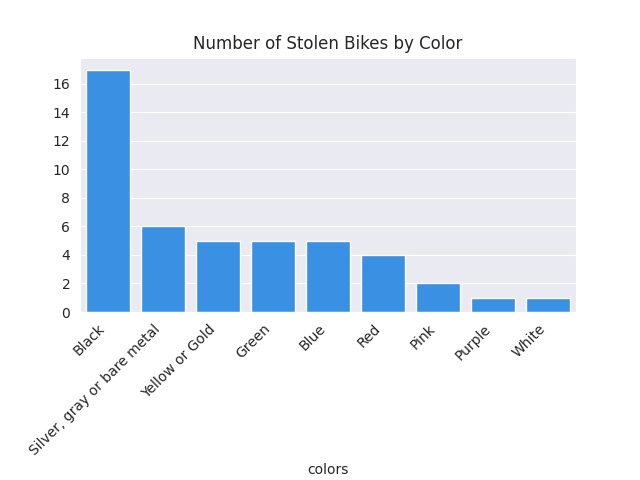 Number of Stolen Bikes by Color
16
14
12
10
8
6
4
2
0
Black
Silver, gray or bare metal
Yellow or Gold
Green
Blue
Red
Pink
Purple
White
colors